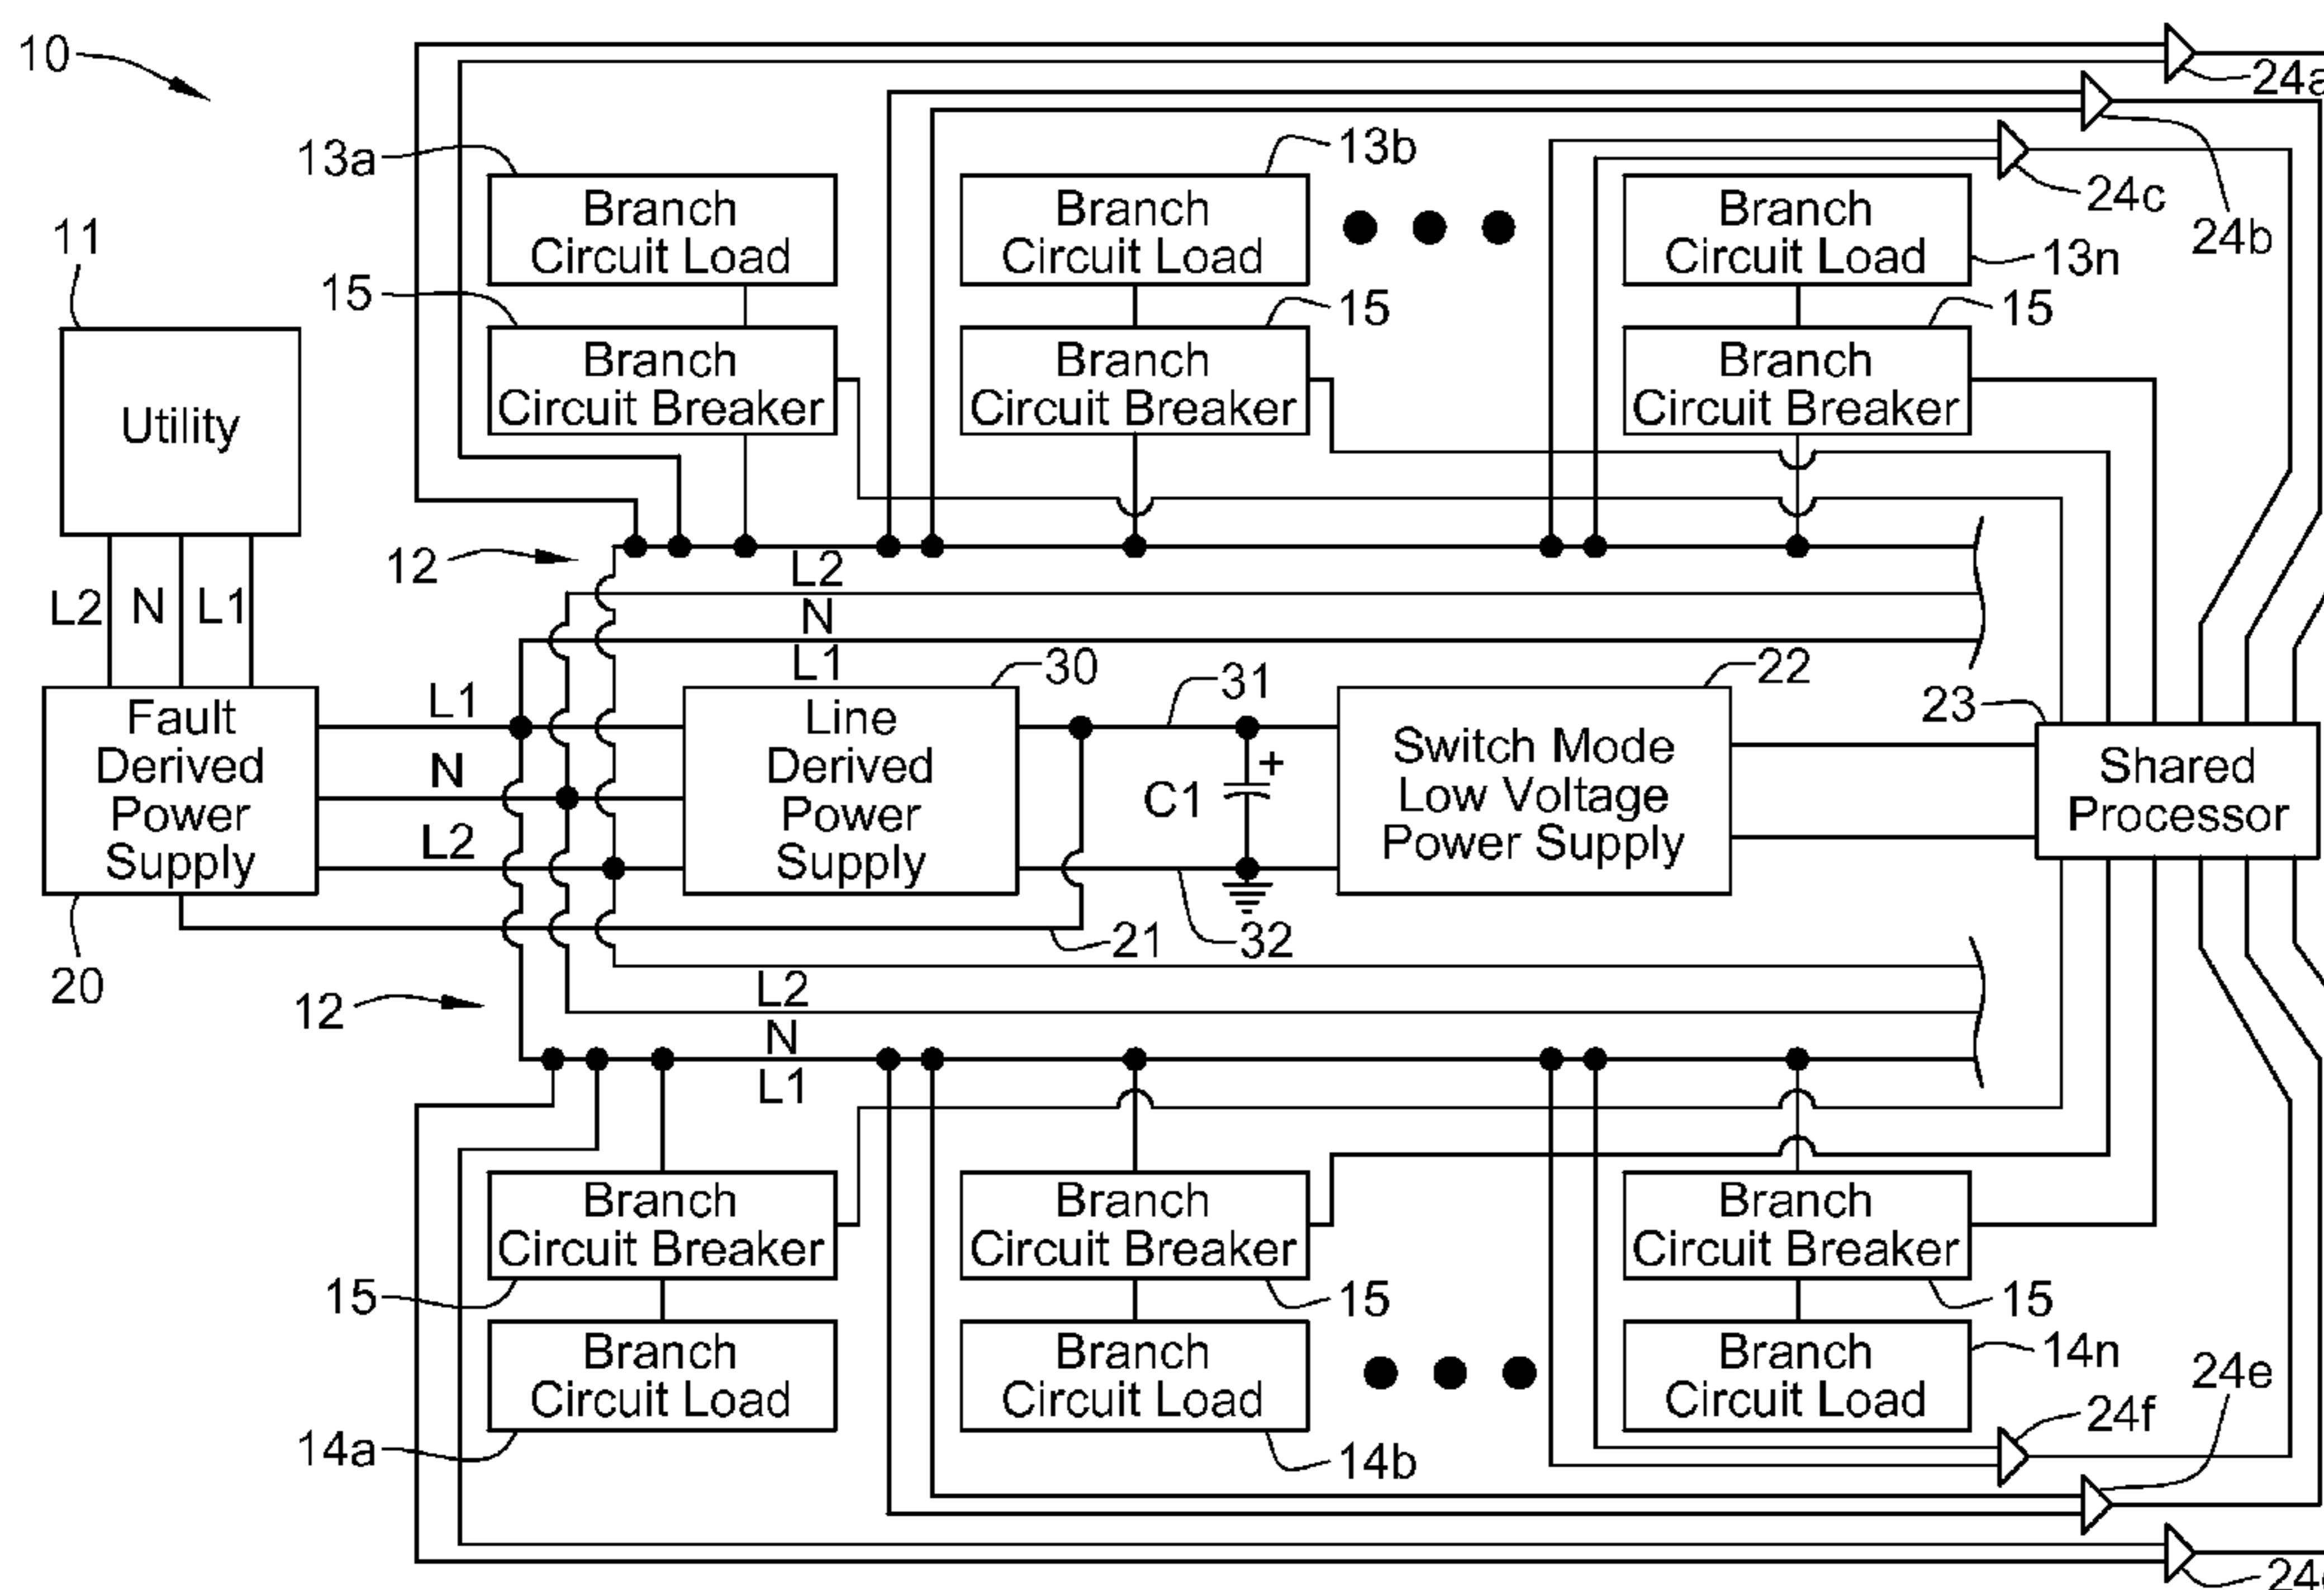 10
24a
13a
13b
Branch
Circuit Load
Branch
Circuit Load
Branch
Circuit Load
24c
24b
13n
11
15
15
15
Branch
Circuit Breaker
Branch
Circuit Breaker
Branch
Circuit Breaker
Utility
12
L2
N
L1
L2
N
L1
30
31
22
23
Fault
Derived
Power
Supply
L1
N
L2
Line
Derived
Power
Supply
+
C1
Switch Mode
Low Voltage
Power Supply
Shared
Processor
20
21
32
12
L2
N
L1
Branch
Circuit Breaker
Branch
Circuit Breaker
Branch
Circuit Breaker
15
15
15
Branch
Circuit Load
Branch
Circuit Load
Branch
Circuit Load
14n
24e
24f
14a
14b